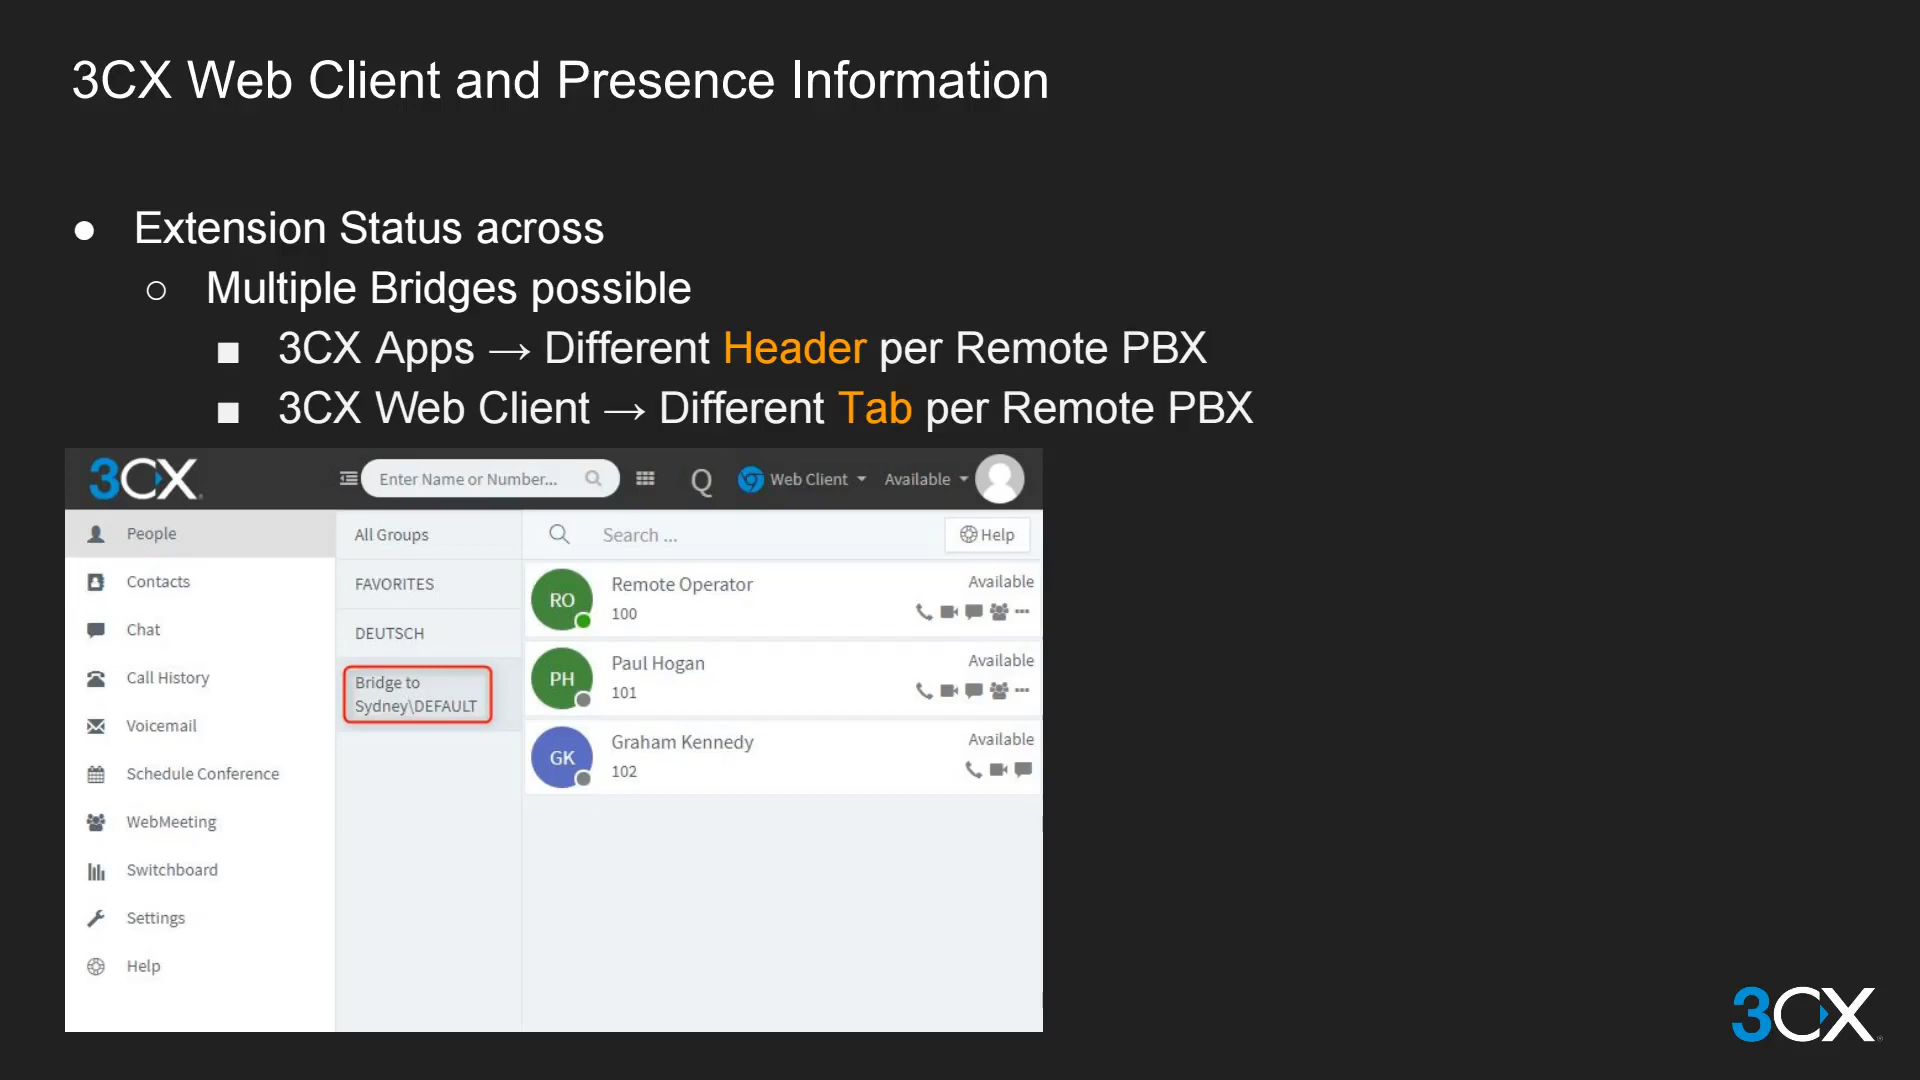 3CX Web Client and Presence Information
● Extension Status across
○ Multiple Bridges possible
■ 3CX Apps → Different Header per Remote PBX
■ 3CX Web Client → Different Tab per Remote PBX
3CX
Enter Name or Number...
Q
Web Client
Available
People
Contacts
Chat
Call History
Voicemail
Schedule Conference
WebMeeting
Switchboard
Settings
Help
All Groups
FAVORITES
DEUTSCH
Bridge to
Sydney\DEFAULT
Search ...
Help
RO
Remote Operator
Available
100
PH
Paul Hogan
Available
101
GK
Graham Kennedy
Available
102
3CX